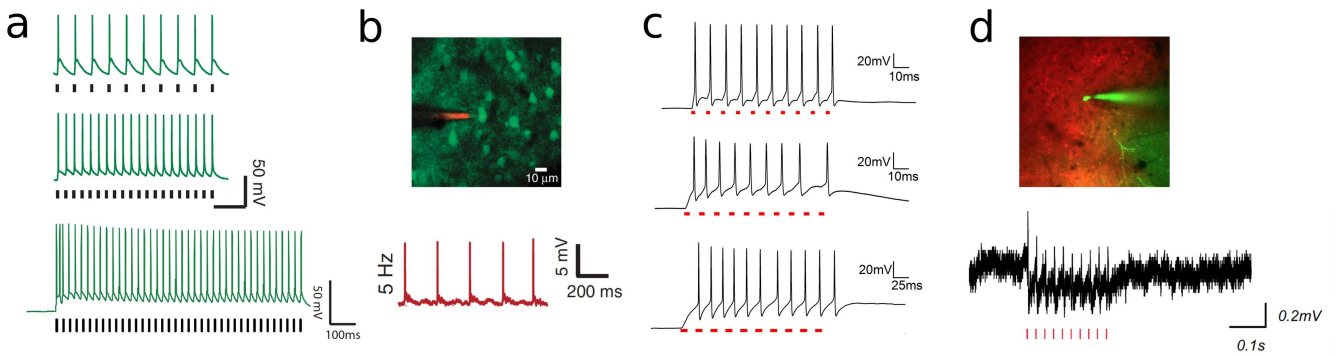 a
50 mV
50 mV
100ms
b
10 μm
5 Hz
5 mV
200 ms
c
20mV
10ms
20mV
10ms
20mV
25ms
d
0.2mV
0.1s